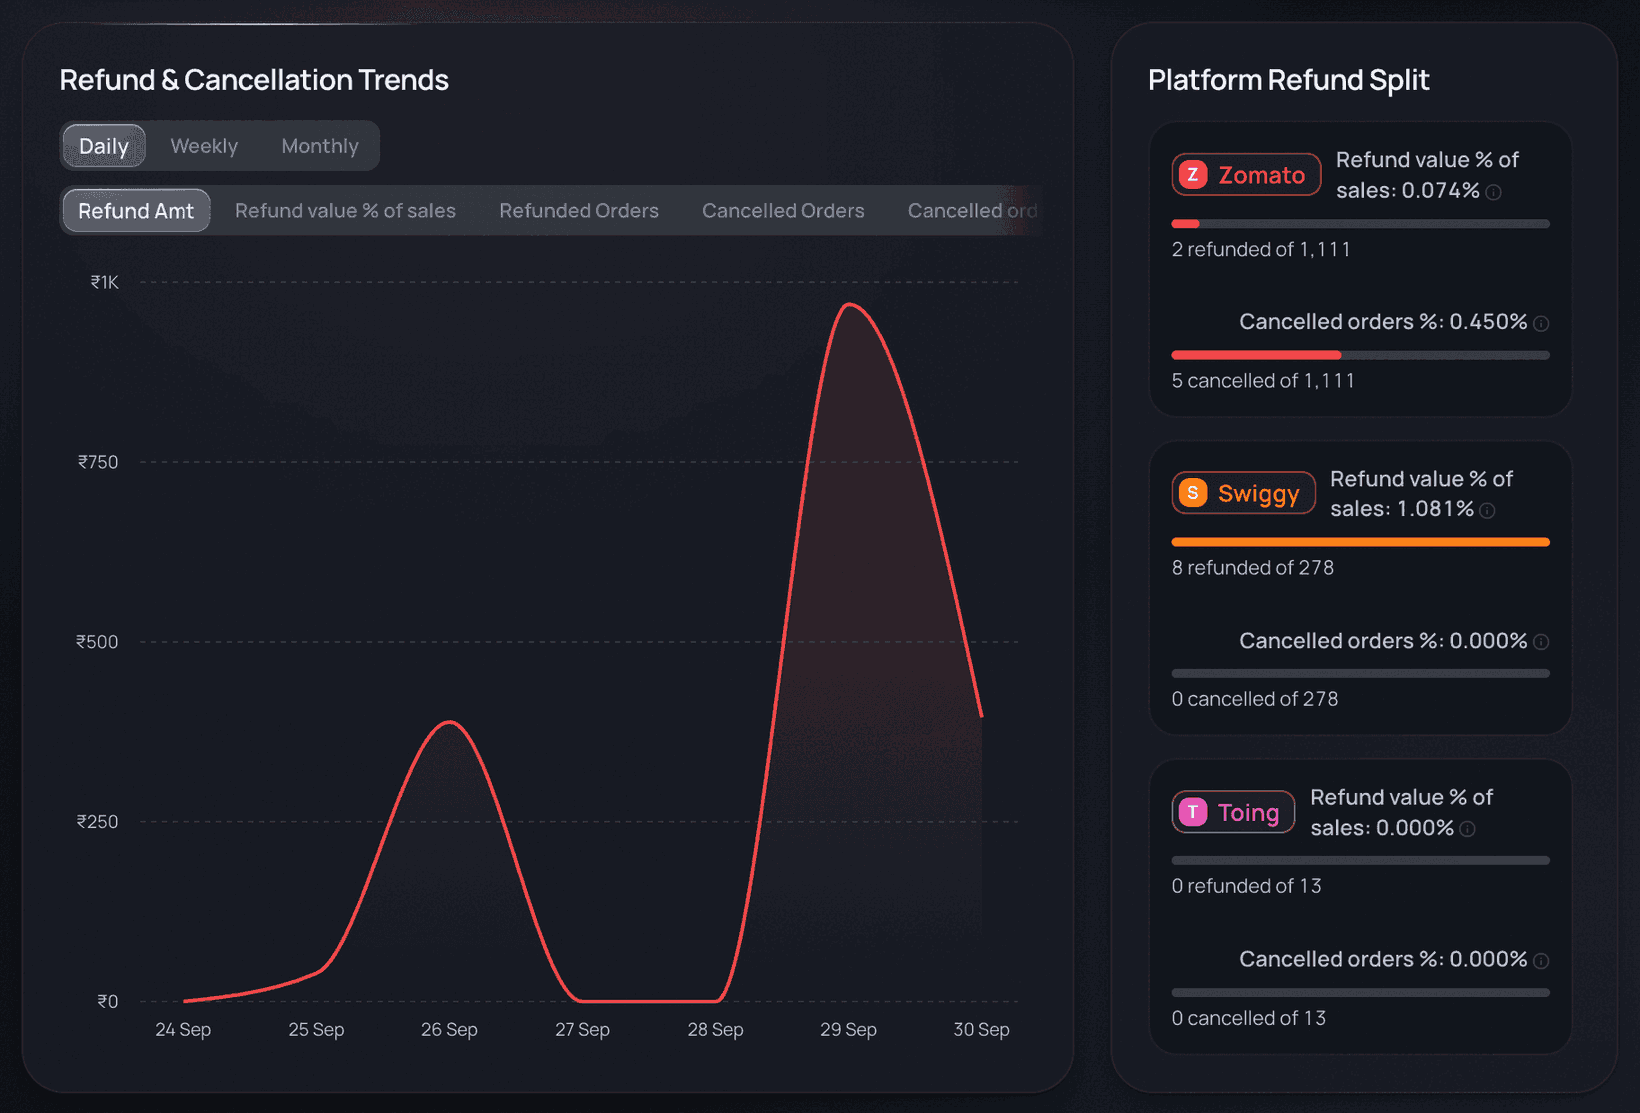 Refund & Cancellation Trends
Daily Weekly Monthly
Refund Amt Refund value % of sales Refunded Orders Cancelled Orders Cancelled ord
₹1K
₹750
₹500
₹250
₹0
24 Sep 25 Sep 26 Sep 27 Sep 28 Sep 29 Sep 30 Sep
Platform Refund Split
Z Zomato
Refund value % of
sales: 0.074%
2 refunded of 1,111
Cancelled orders %: 0.450%
5 cancelled of 1,111
S Swiggy
Refund value % of
sales: 1.081%
8 refunded of 278
Cancelled orders %: 0.000%
0 cancelled of 278
T Toing
Refund value % of
sales: 0.000%
0 refunded of 13
Cancelled orders %: 0.000%
0 cancelled of 13